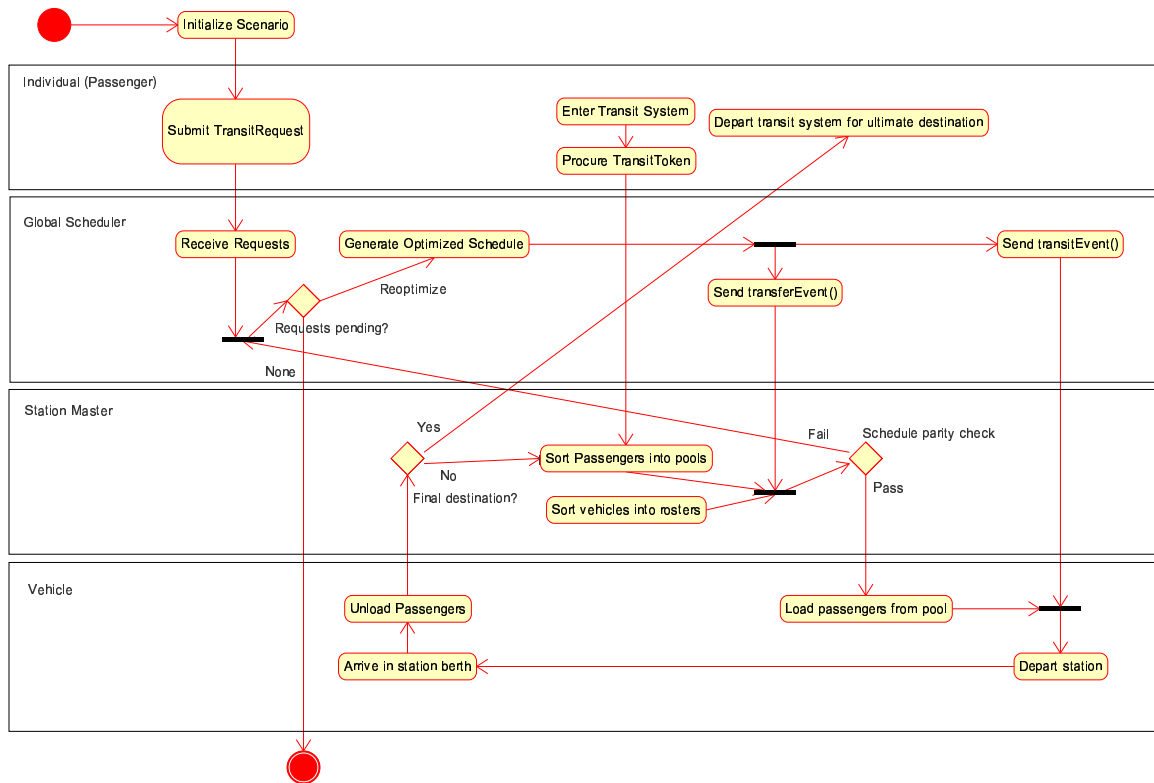 Initialize Scenario
Individual (Passenger)
Submit TransitRequest
Enter Transit System
Procure TransitToken
Depart transit system for ultimate destination
Global Scheduler
Receive Requests
Generate Optimized Schedule
Send transitEvent()
Reoptimize
Send transferEvent()
Requests pending?
None
Station Master
Yes
Fail
Schedule parity check
Sort Passengers into pools
No
Pass
Final destination?
Sort vehicles into rosters
Vehicle
Unload Passengers
Load passengers from pool
Arrive in station berth
Depart station